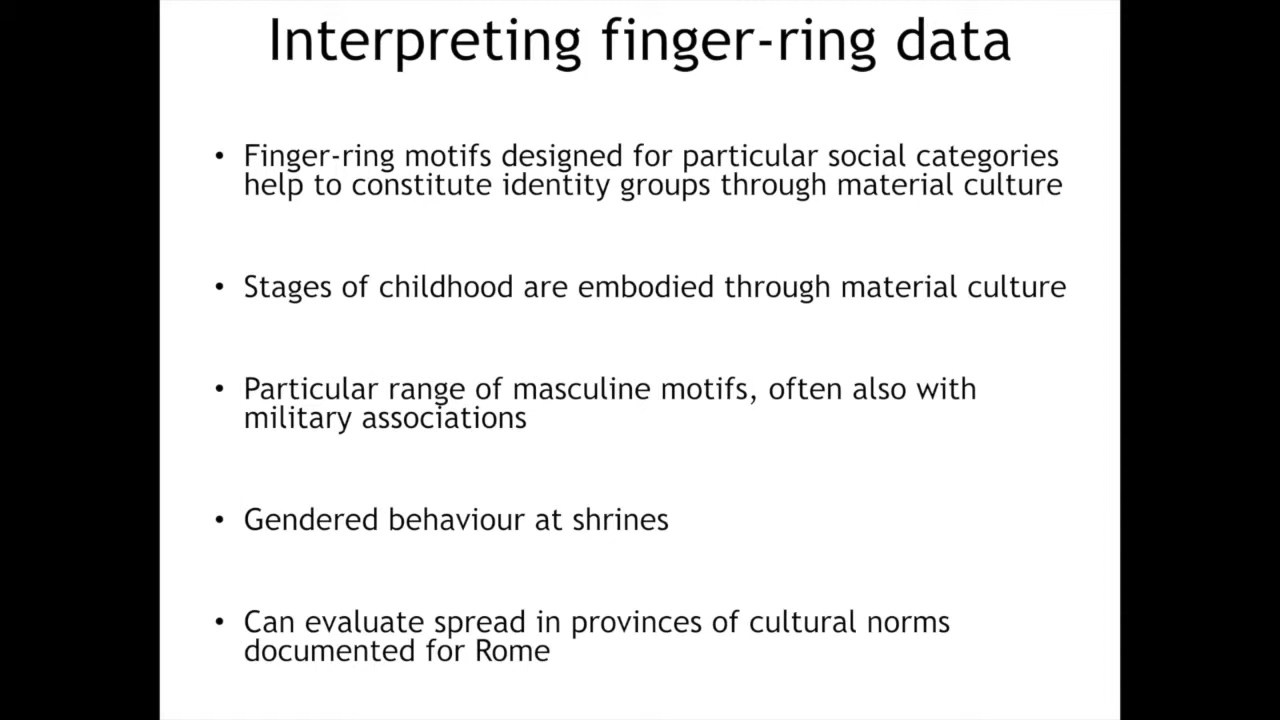 Interpreting finger-ring data
• Finger-ring motifs designed for particular social categories
help to constitute identity groups through material culture
• Stages of childhood are embodied through material culture
• Particular range of masculine motifs, often also with
military associations
• Gendered behaviour at shrines
• Can evaluate spread in provinces of cultural norms
documented for Rome